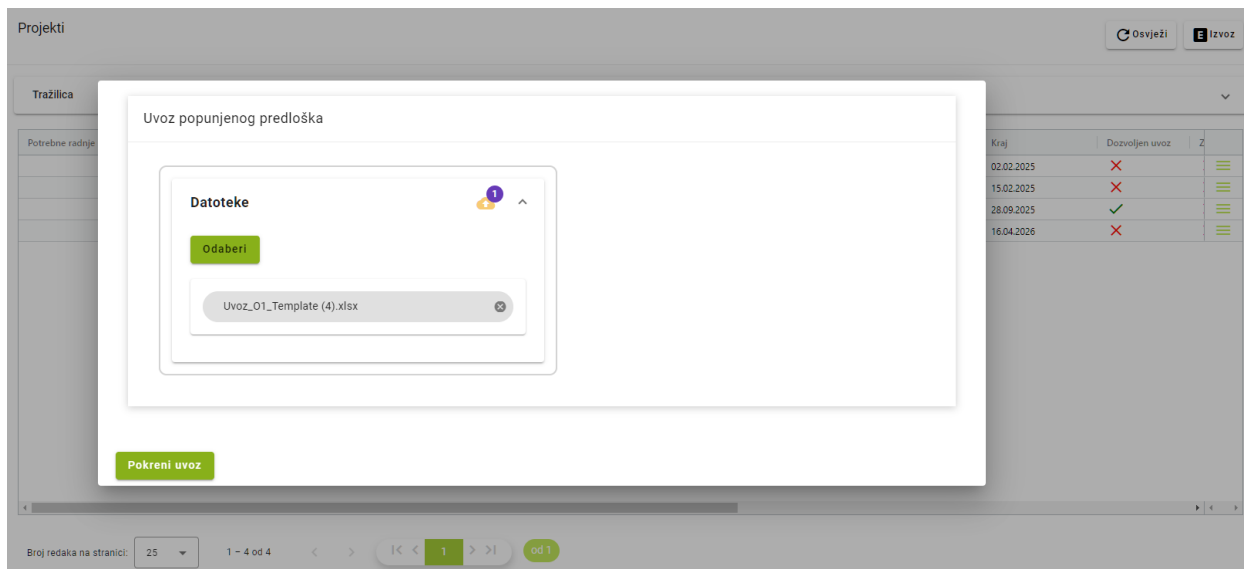 Projekti
Osvježi
E Izvoz
Tražilica
Uvoz popunjenog predloška
Potrebne radnje
Kraj
Dozvoljen uvoz
Z
02.02.2025
15.02.2025
28.09.2025
16.04.2026
Datoteke
1
Odaberi
Uvoz_O1_Template (4).xlsx
Pokreni uvoz
Broj redaka na stranici: 25
1 – 4 od 4
1
od 1